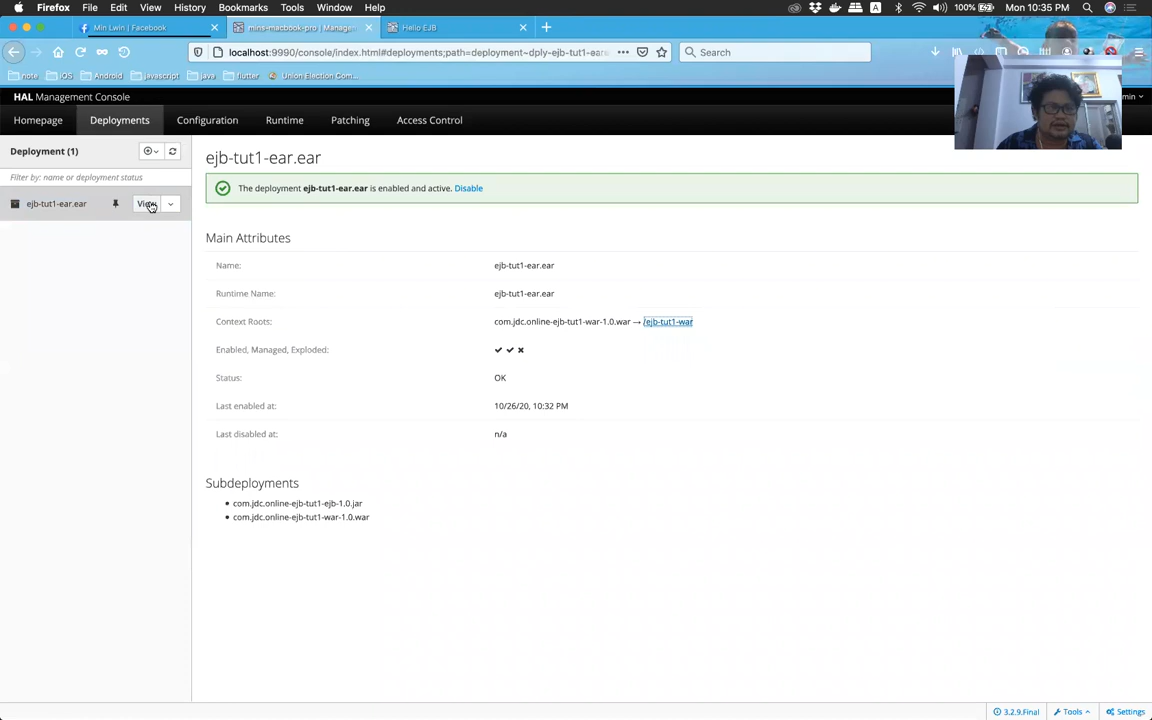 Firefox File Edit View History Bookmarks Tools Window Help A 100% Mon 10:35 PM
Min Lwin | Facebook mins-macbook-pro | Manage Hello EJB
localhost:9990/console/index.html#deployments;path=deployment~dply-ejb-tut1-ear Search
note iOS Android javascript java flutter Union Election Com...
HAL Management Console
min
Homepage Deployments Configuration Runtime Patching Access Control
Deployment (1)
Filter by: name or deployment status
ejb-tut1-ear.ear View
ejb-tut1-ear.ear
The deployment ejb-tut1-ear.ear is enabled and active. Disable
Main Attributes
Name: ejb-tut1-ear.ear
Runtime Name: ejb-tut1-ear.ear
Context Roots: com.jdc.online-ejb-tut1-war-1.0.war → /ejb-tut1-war
Enabled, Managed, Exploded: ✓ ✓ ✗
Status: OK
Last enabled at: 10/26/20, 10:32 PM
Last disabled at: n/a
Subdeployments
• com.jdc.online-ejb-tut1-ejb-1.0.jar
• com.jdc.online-ejb-tut1-war-1.0.war
3.2.9.Final Tools Settings